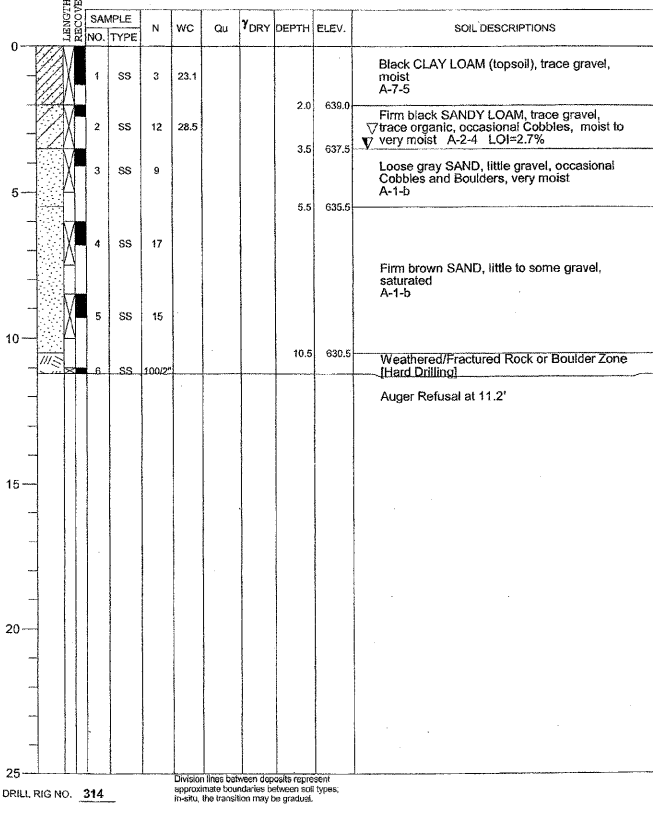 LENGTH
RECOVE
SAMPLE
NO. TYPE N WC Qu γDRY DEPTH ELEV. SOIL DESCRIPTIONS
0
Black CLAY LOAM (topsoil), trace gravel,
1 SS 3 23.1 moist
A-7-5
2.0 639.0
Firm black SANDY LOAM, trace gravel,
2 SS 12 28.5 trace organic, occasional Cobbles, moist to
very moist A-2-4 LOI=2.7%
3.5 637.5
3 SS 9 Loose gray SAND, little gravel, occasional
Cobbles and Boulders, very moist
5 A-1-b
5.5 635.5
4 SS 17
Firm brown SAND, little to some gravel,
saturated
A-1-b
5 SS 15
10
10.5 630.5
Weathered/Fractured Rock or Boulder Zone
6 SS 100/2" [Hard Drilling]
Auger Refusal at 11.2'
15
20
25
Division lines between deposits represent
approximate boundaries between soil types;
in-situ, the transition may be gradual.
DRILL RIG NO. 314